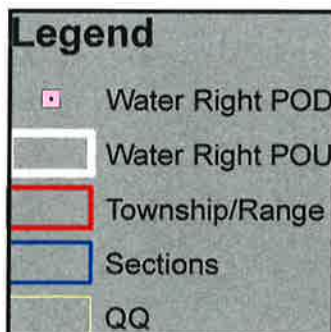 Legend
Water Right POD
Water Right POU
Township/Range
Sections
QQ